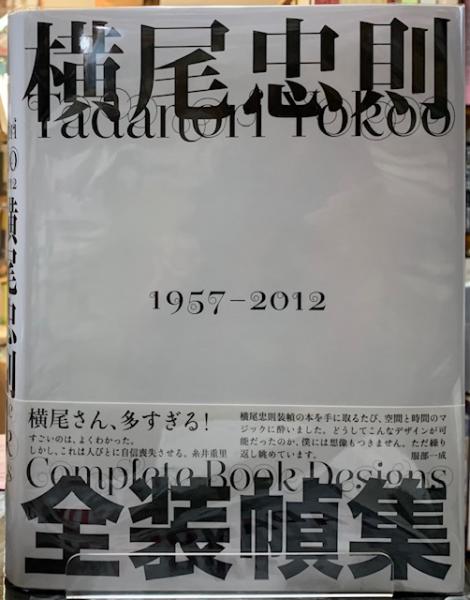 横尾忠則
Tadanori Yokoo
1957–2012
横尾さん、多すぎる!
すごいのは、よくわかった。
しかし、これは人びとに自信喪失させる。糸井重里
横尾忠則装幀の本を手に取るたび、空間と時間のマ
ジックに酔いました。どうしてこんなデザインが可
能だったのか、僕には想像もつきません。ただ繰り
返し眺めています。 服部一成
Complete Book Designs
全装幀集
横尾忠則